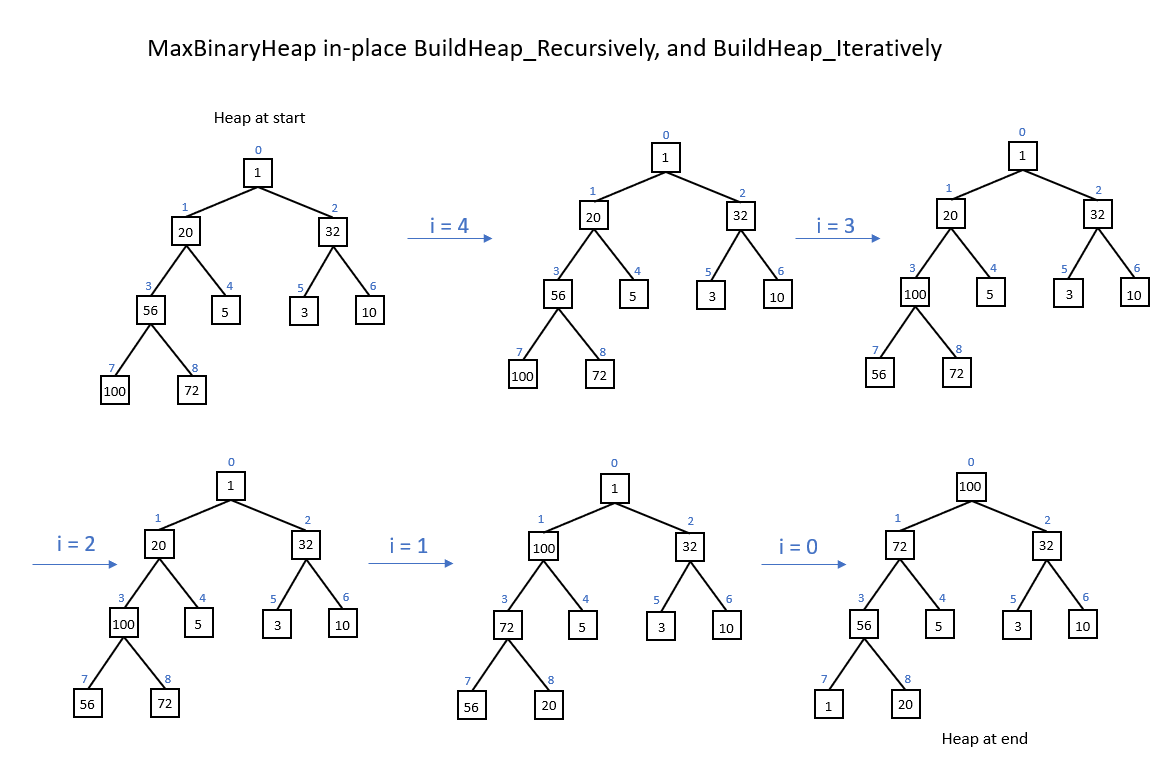 MaxBinaryHeap in-place BuildHeap_Recursively, and BuildHeap_Iteratively
Heap at start
0
1
1 2
20 32
3 4 5 6
56 5 3 10
7 8
100 72
i = 4
0
1
1 2
20 32
3 4 5 6
56 5 3 10
7 8
100 72
i = 3
0
1
1 2
20 32
3 4 5 6
100 5 3 10
7 8
56 72
i = 2
0
1
1 2
20 32
3 4 5 6
100 5 3 10
7 8
56 72
i = 1
0
1
1 2
100 32
3 4 5 6
72 5 3 10
7 8
56 20
i = 0
0
100
1 2
72 32
3 4 5 6
56 5 3 10
7 8
1 20
Heap at end